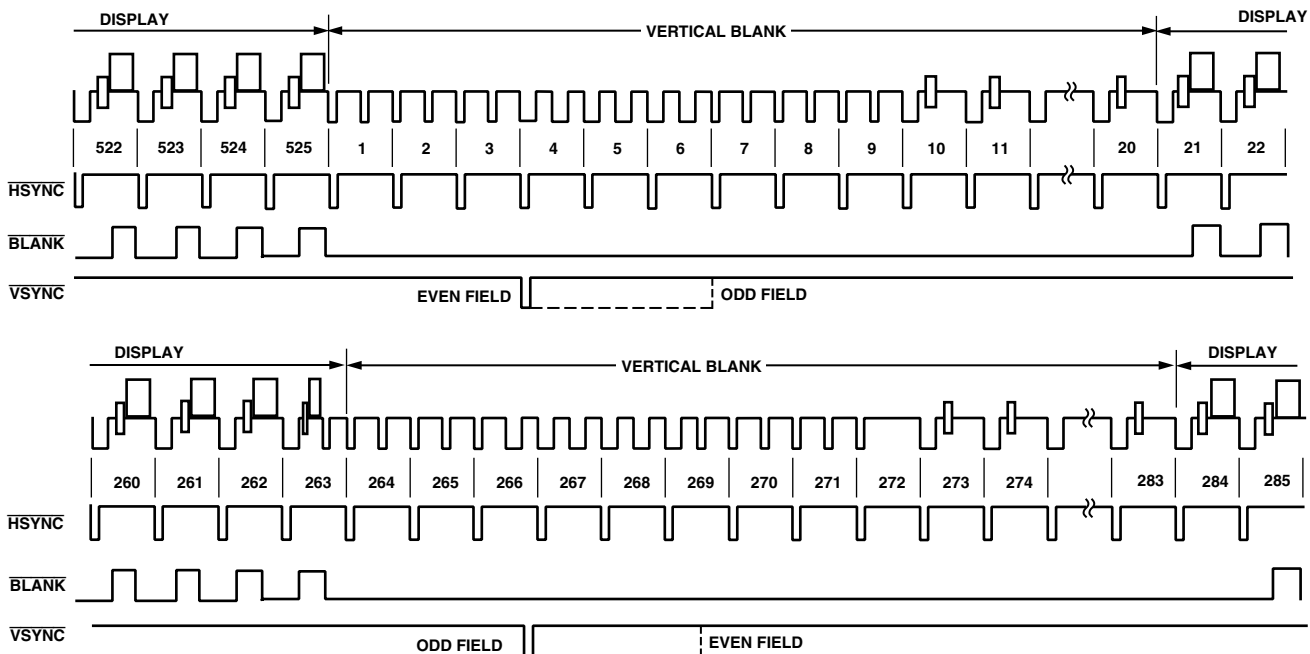 DISPLAY VERTICAL BLANK DISPLAY
522 523 524 525 1 2 3 4 5 6 7 8 9 10 11 20 21 22
HSYNC
BLANK
VSYNC
EVEN FIELD ODD FIELD
DISPLAY VERTICAL BLANK DISPLAY
260 261 262 263 264 265 266 267 268 269 270 271 272 273 274 283 284 285
HSYNC
BLANK
VSYNC
ODD FIELD EVEN FIELD